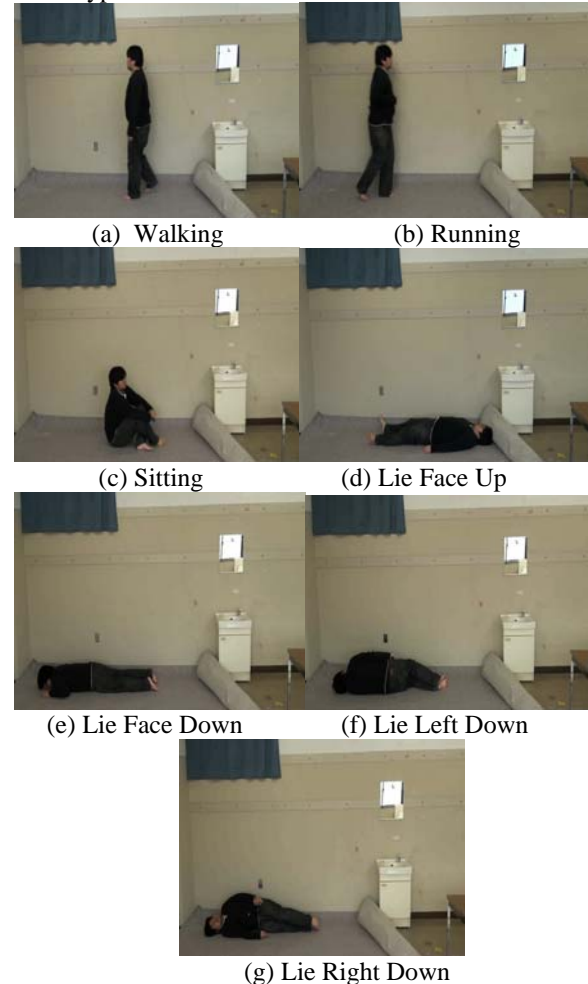 (a) Walking
(b) Running
(c) Sitting
(d) Lie Face Up
(e) Lie Face Down
(f) Lie Left Down
(g) Lie Right Down